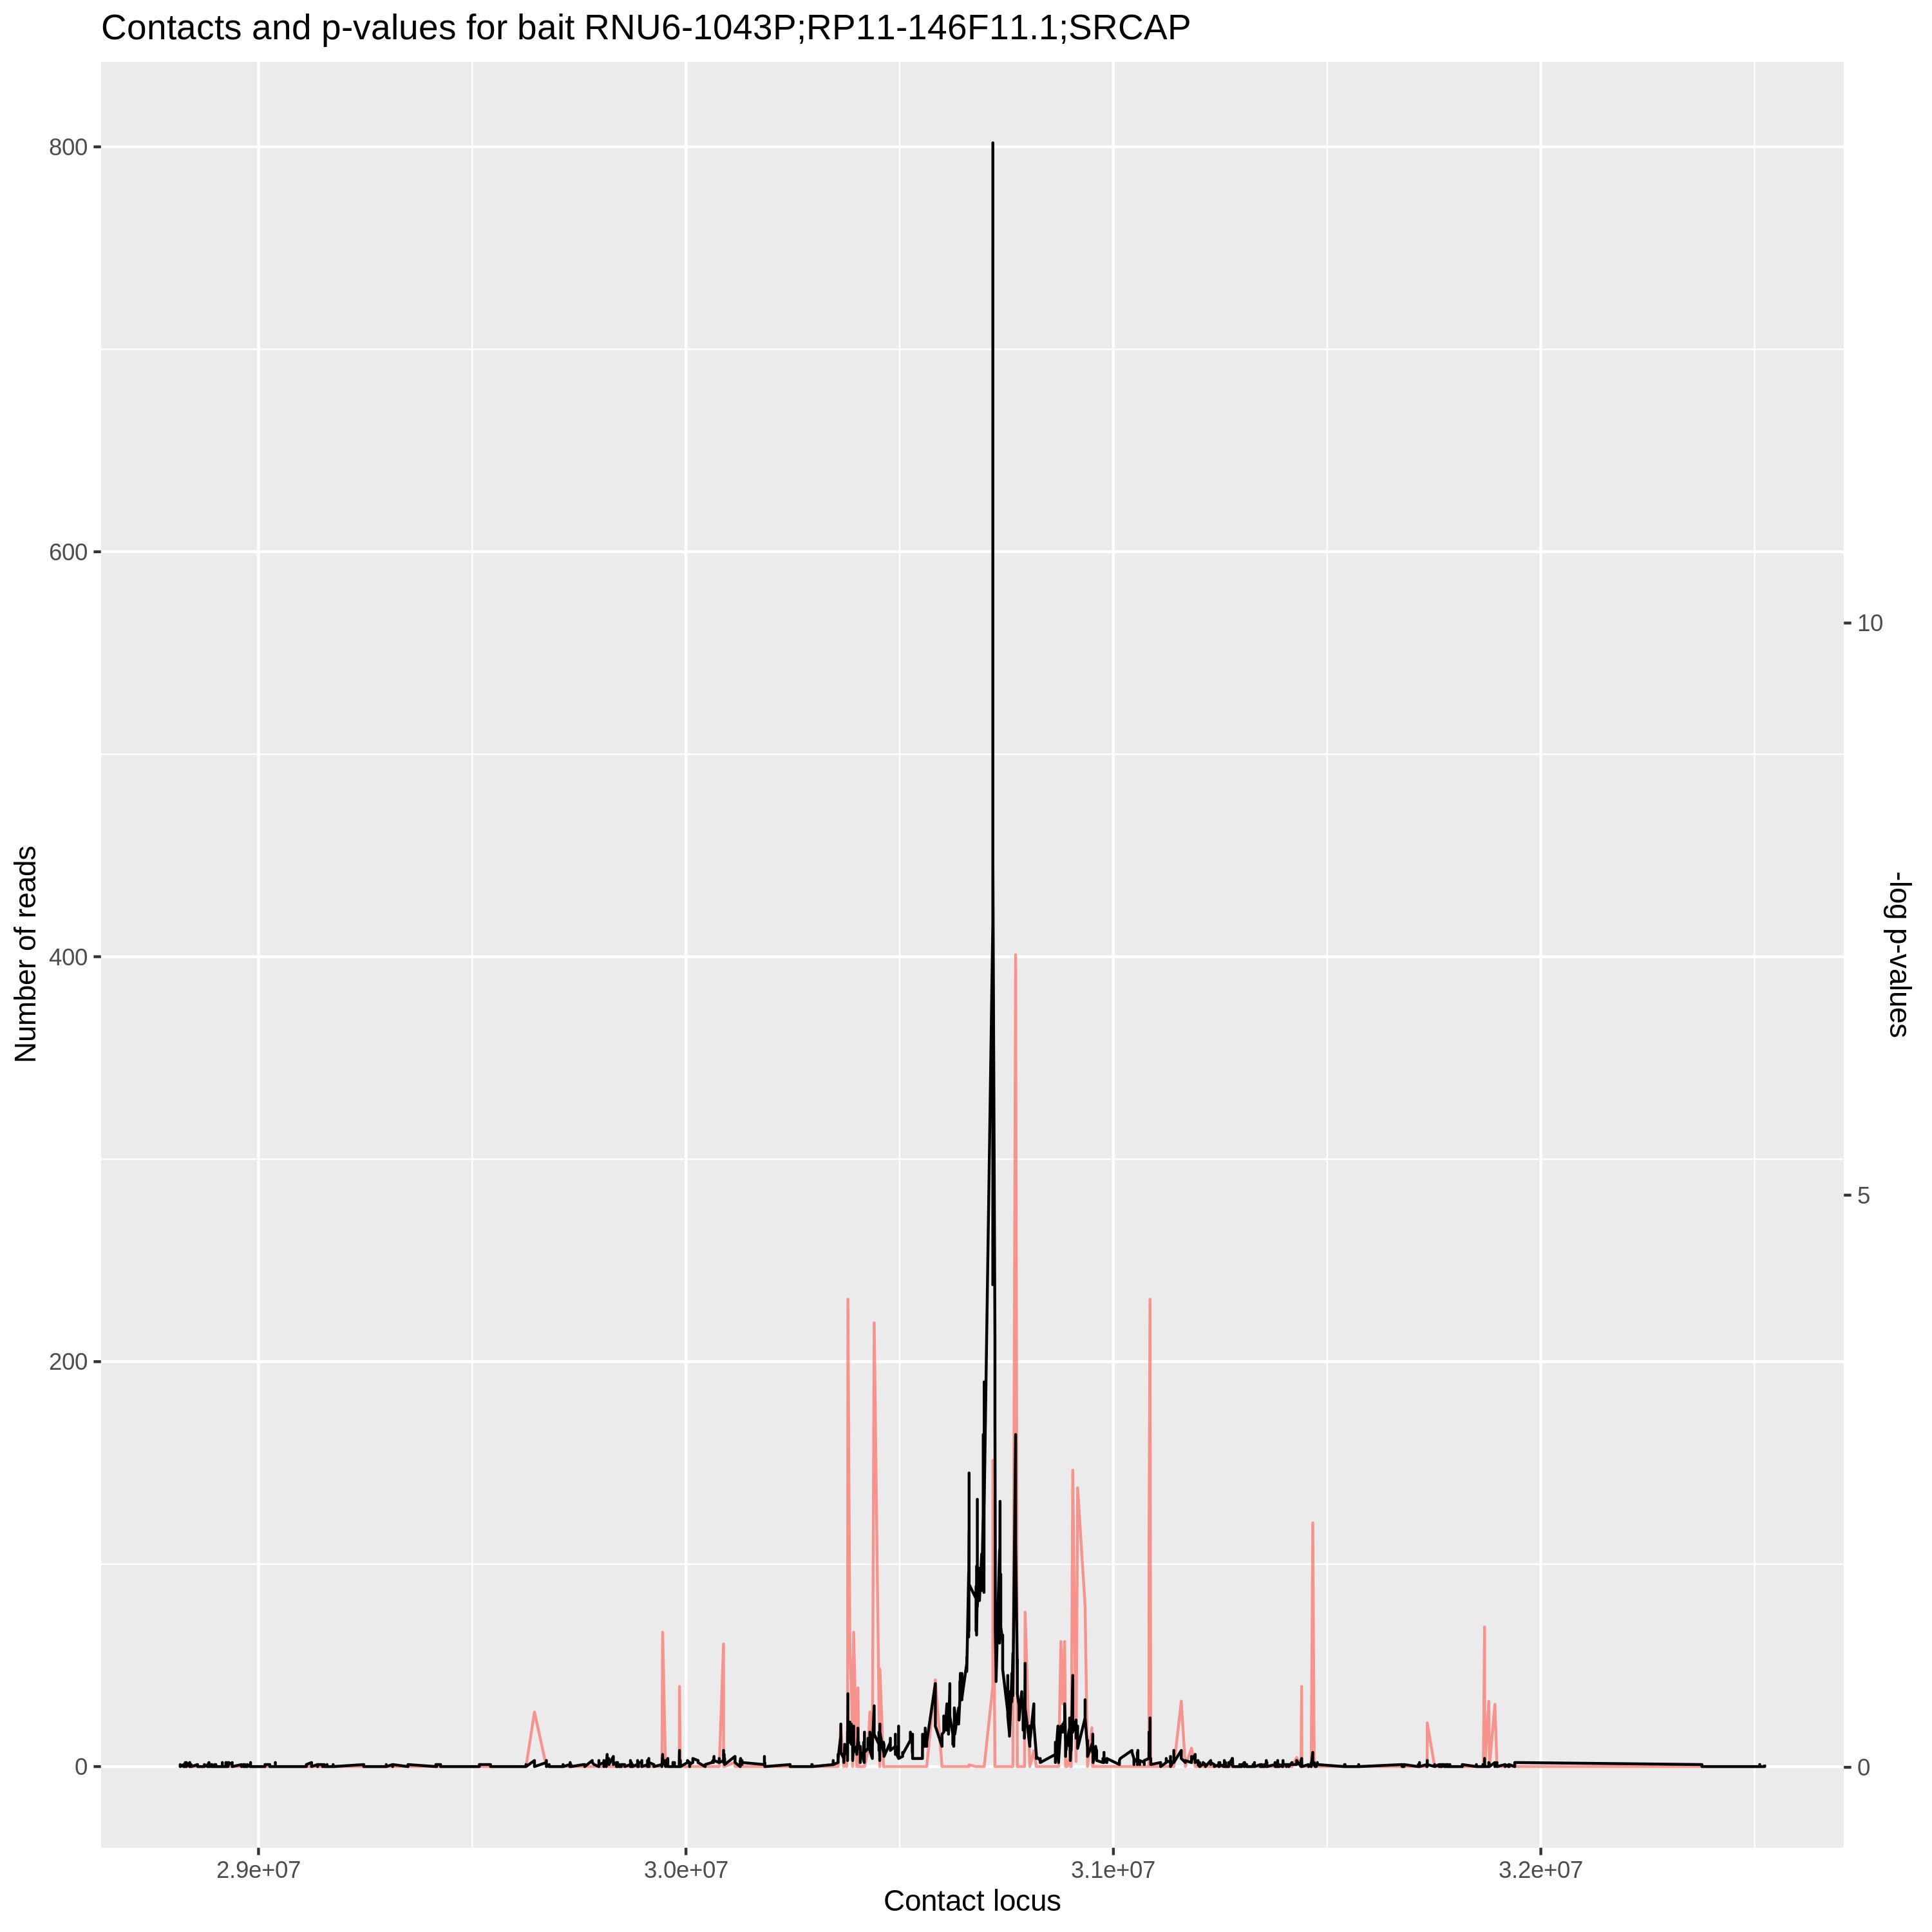 Contacts and p-values for bait RNU6-1043P;RP11-146F11.1;SRCAP
800
600
400
200
0
Number of reads
10
5
0
-log p-values
2.9e+07 3.0e+07 3.1e+07 3.2e+07
Contact locus